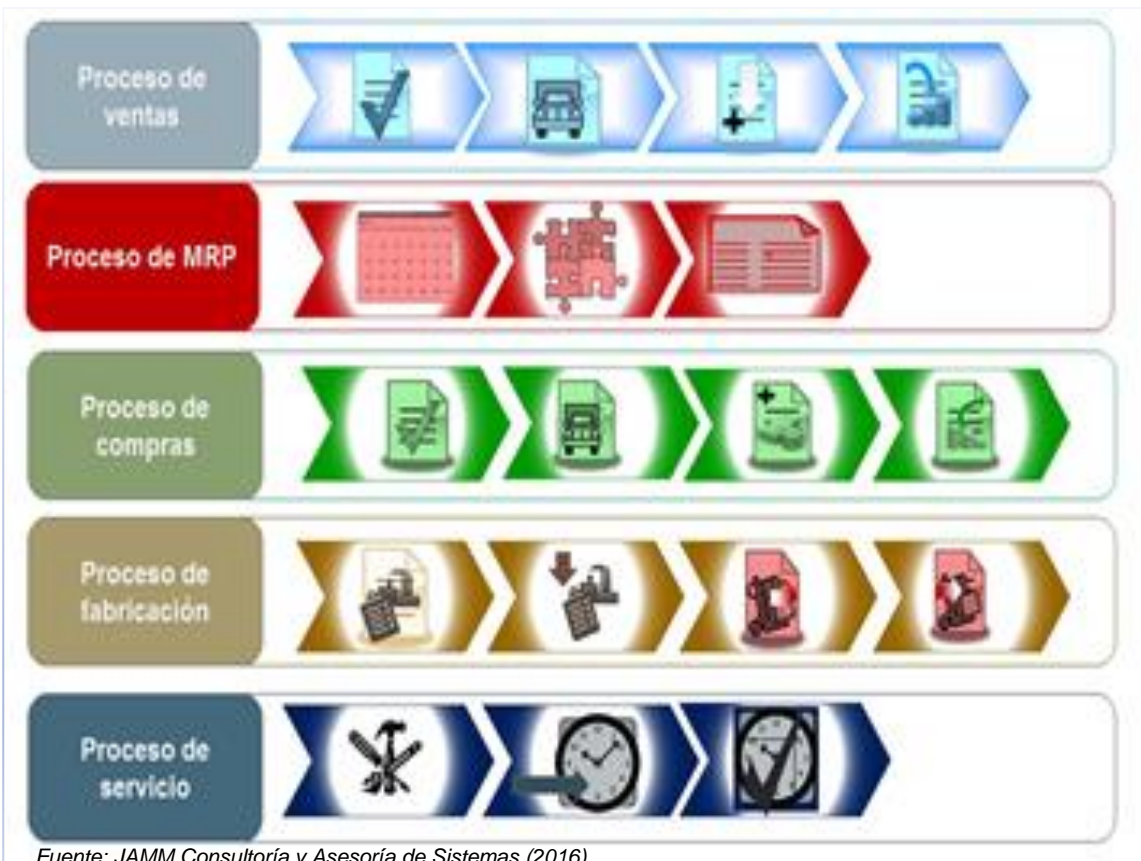 Proceso de
ventas
Proceso de MRP
Proceso de
compras
Proceso de
fabricación
Proceso de
servicio
Fuente: JAMM Consultoría y Asesoría de Sistemas (2016)